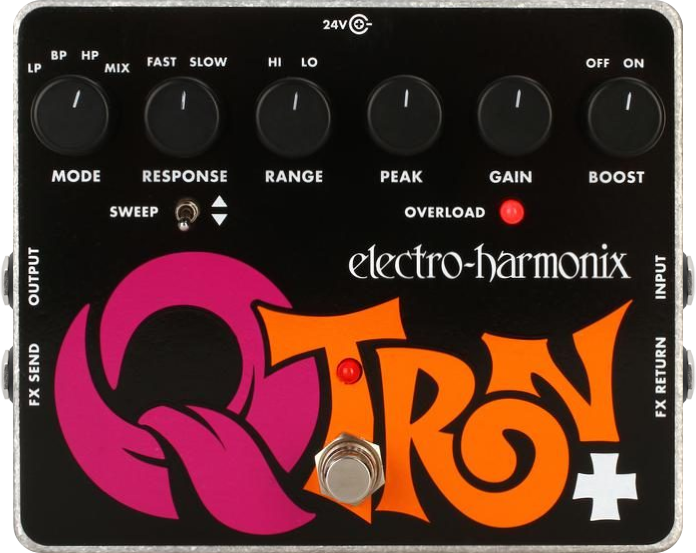 24V
LP BP HP MIX
FAST SLOW
HI LO
OFF ON
MODE RESPONSE RANGE PEAK GAIN BOOST
SWEEP
OVERLOAD
electro-harmonix
OUTPUT
INPUT
FX SEND
FX RETURN
QTRON
+